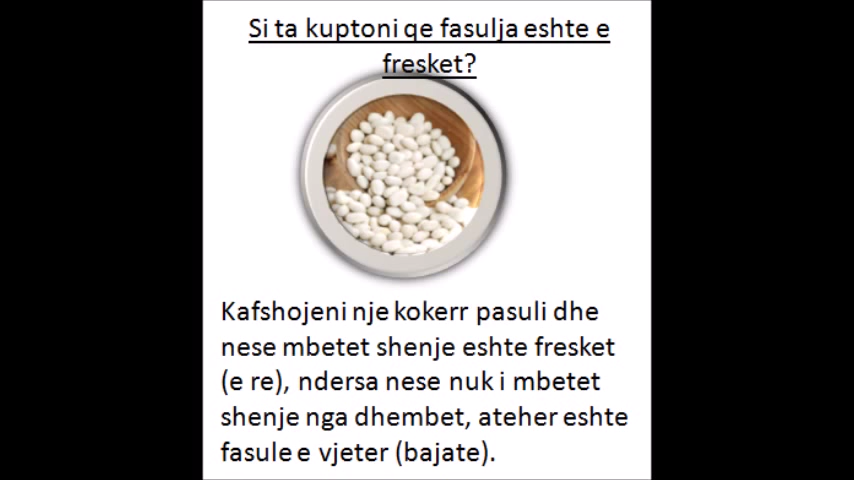 Si ta kuptoni qe fasulja eshte e
fresket?
Kafshojeni nje kokerr pasuli dhe
nese mbetet shenje eshte fresket
(e re), ndersa nese nuk i mbetet
shenje nga dhembet, ateher eshte
fasule e vjeter (bajate).